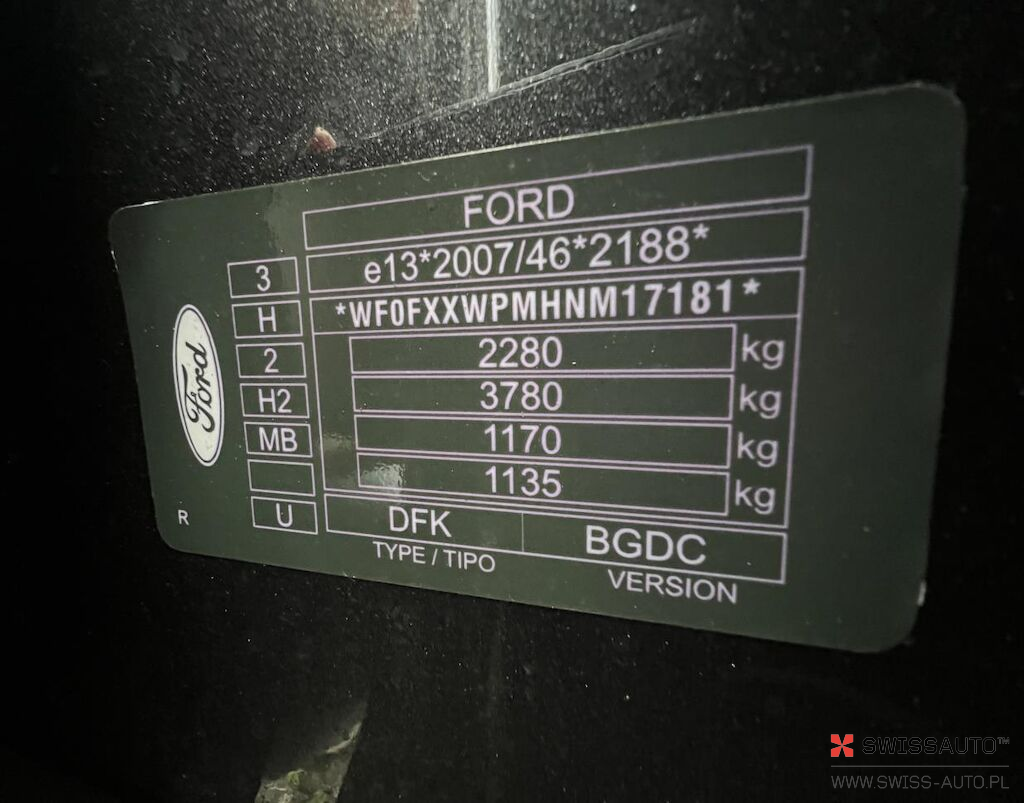 FORD
3 e13*2007/46*2188*
H *WF0FXXWPMHNM17181*
2 2280 kg
H2 3780 kg
MB 1170 kg
1135 kg
U DFK BGDC
TYPE / TIPO VERSION
Ford
R
SWISSAUTO™
WWW.SWISS-AUTO.PL